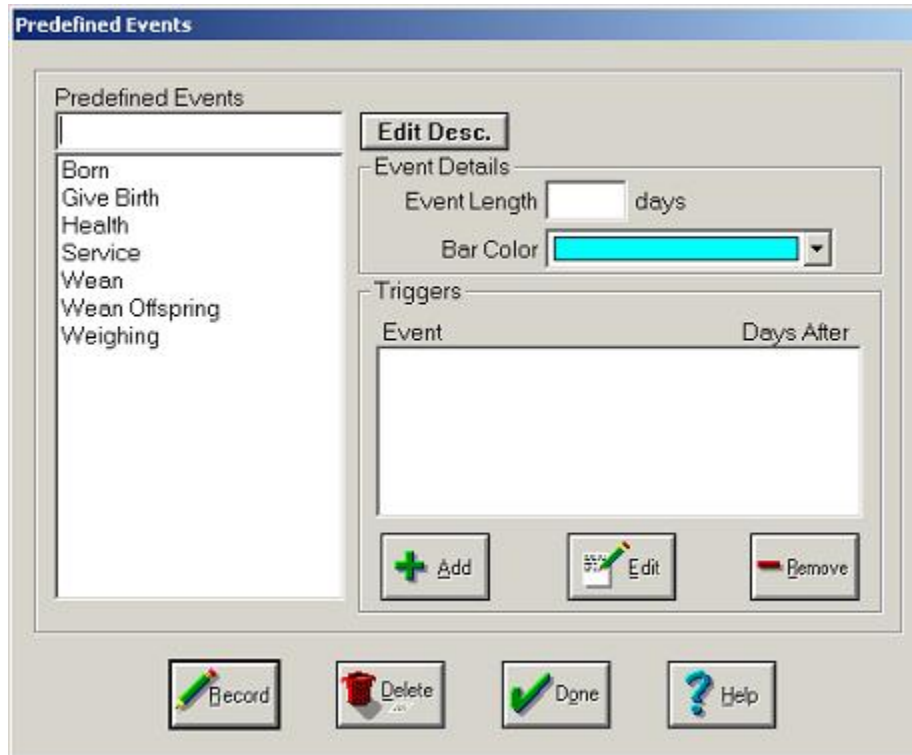 Predefined Events
Predefined Events
Edit Desc.
Born
Give Birth
Health
Service
Wean
Wean Offspring
Weighing
Event Details
Event Length days
Bar Color
Triggers
Event Days After
Add Edit Remove
Record Delete Done Help